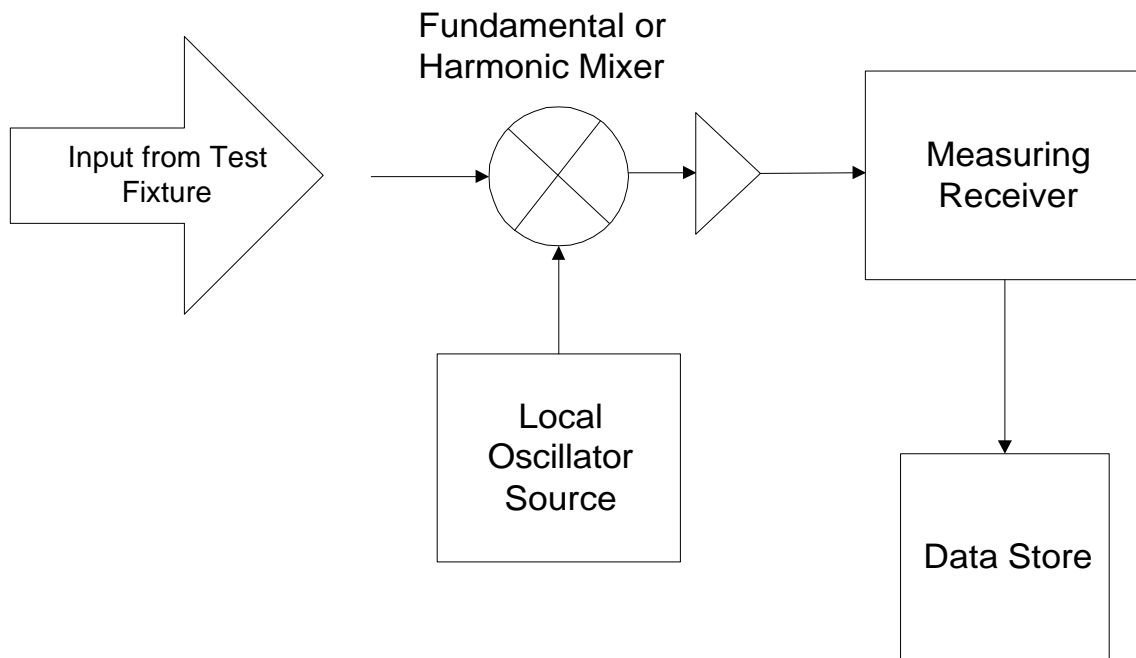 Fundamental or
Harmonic Mixer
Input from Test
Fixture
Measuring
Receiver
Local
Oscillator
Source
Data Store